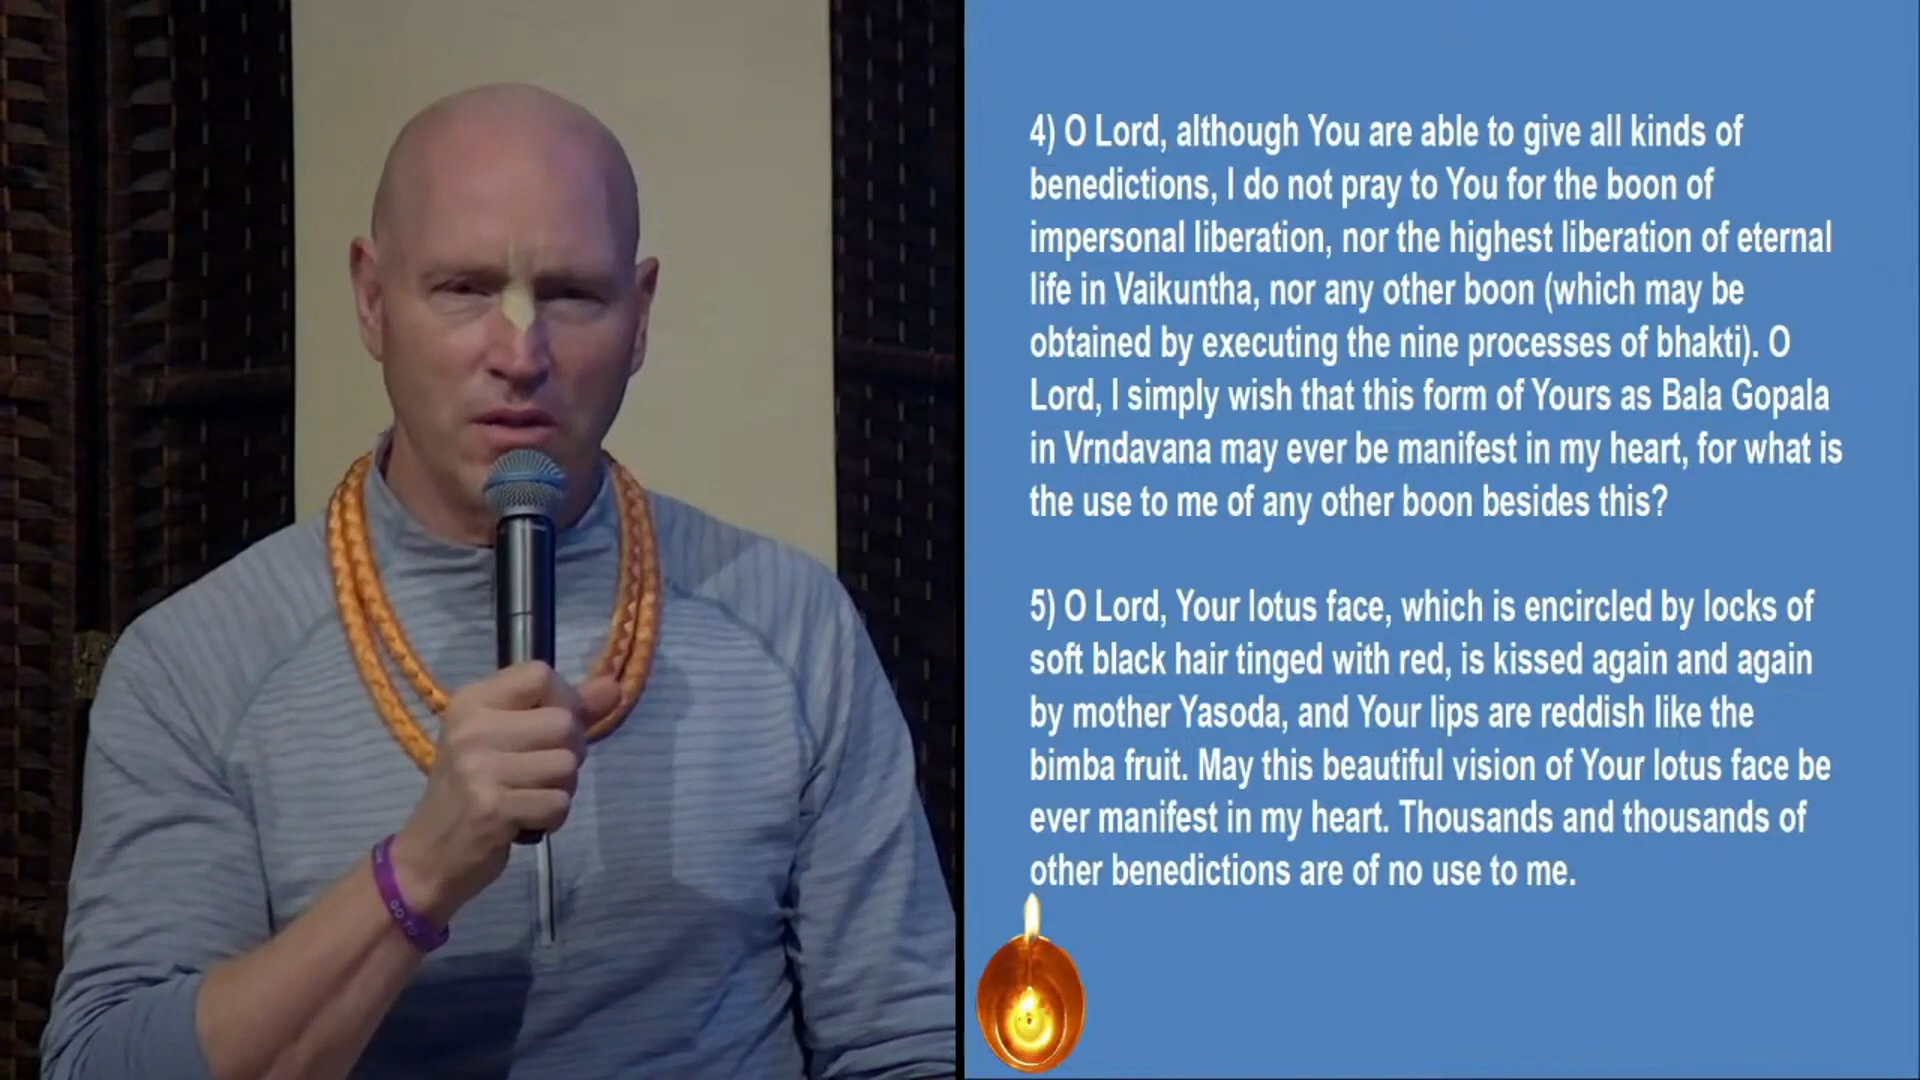 4) O Lord, although You are able to give all kinds of
benedictions, I do not pray to You for the boon of
impersonal liberation, nor the highest liberation of eternal
life in Vaikuntha, nor any other boon (which may be
obtained by executing the nine processes of bhakti). O
Lord, I simply wish that this form of Yours as Bala Gopala
in Vrndavana may ever be manifest in my heart, for what is
the use to me of any other boon besides this?
5) O Lord, Your lotus face, which is encircled by locks of
soft black hair tinged with red, is kissed again and again
by mother Yasoda, and Your lips are reddish like the
bimba fruit. May this beautiful vision of Your lotus face be
ever manifest in my heart. Thousands and thousands of
other benedictions are of no use to me.
GO TO